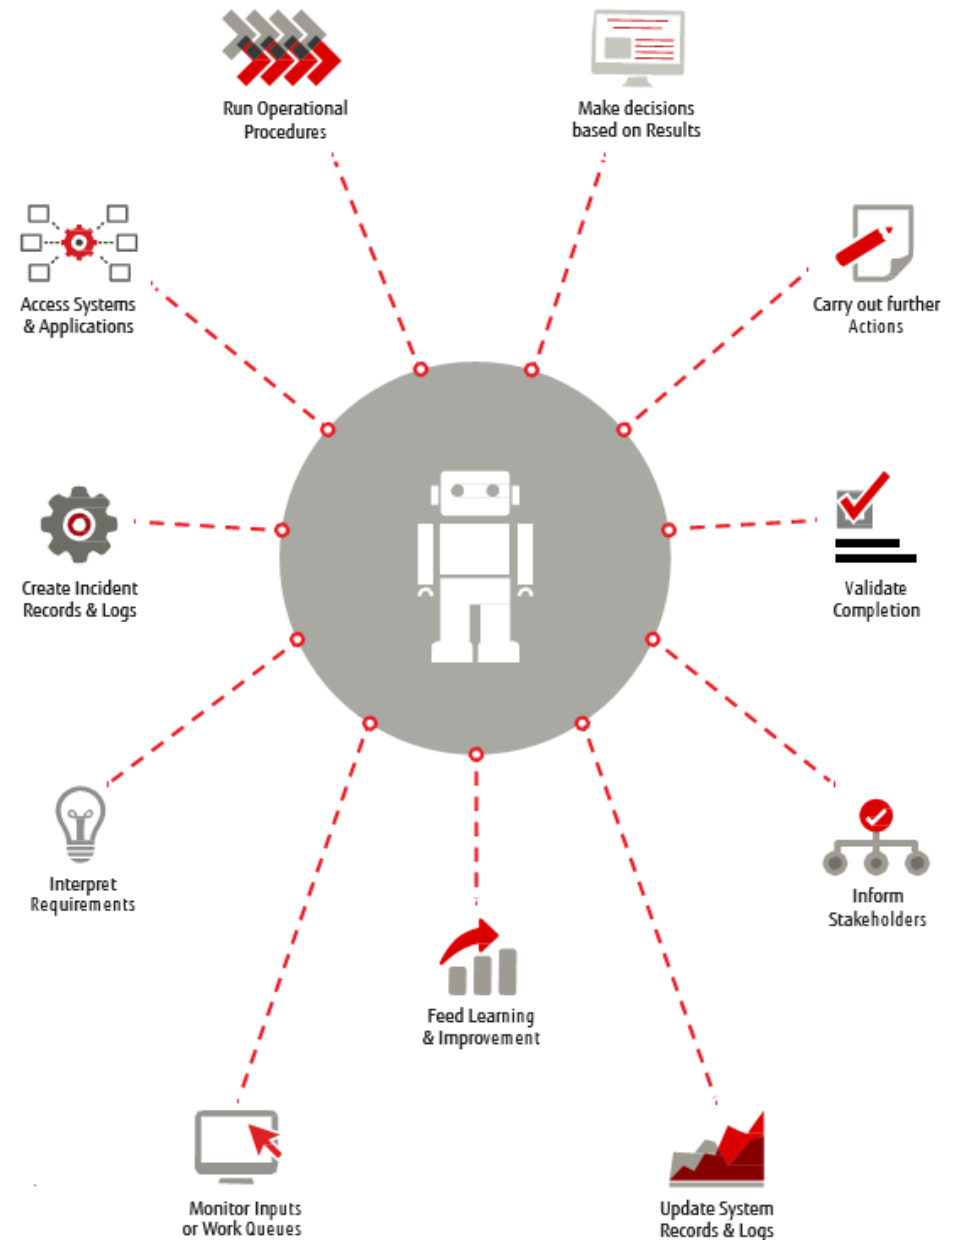 Run Operational
Procedures
Make decisions
based on Results
Access Systems
& Applications
Carry out further
Actions
Create Incident
Records & Logs
Validate
Completion
Interpret
Requirements
Inform
Stakeholders
Feed Learning
& Improvement
Monitor Inputs
or Work Queues
Update System
Records & Logs